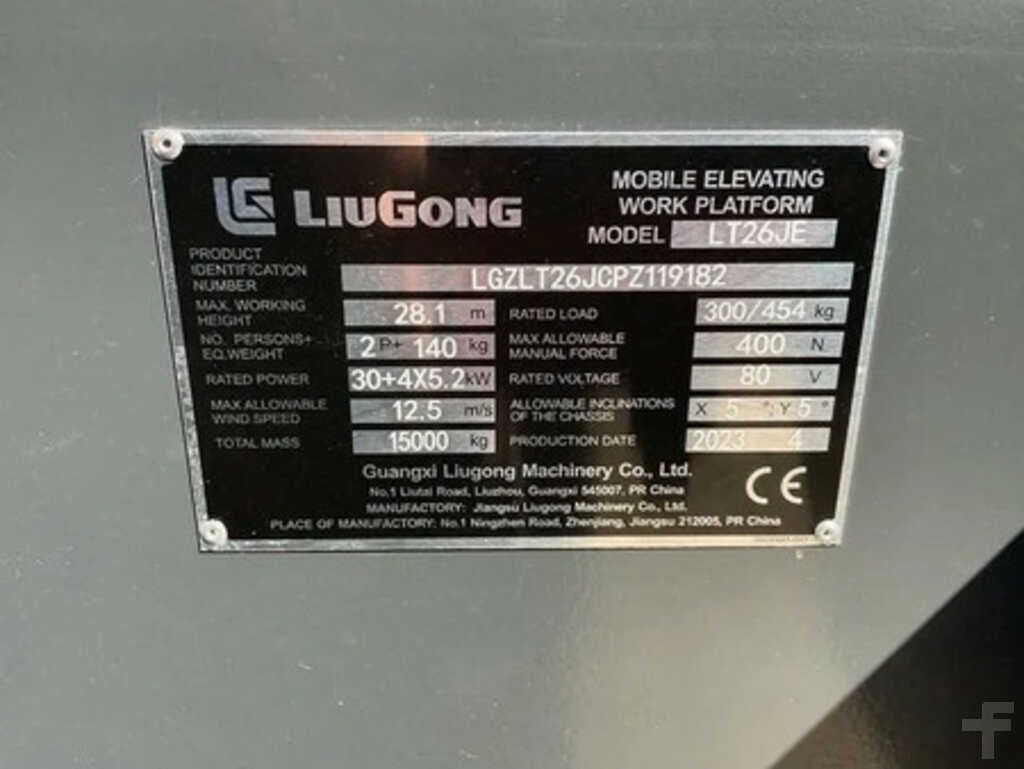 LG LIUGONG
MOBILE ELEVATING
WORK PLATFORM
MODEL LT26JE
PRODUCT
IDENTIFICATION
NUMBER LGZLT26JCPZ119182
MAX. WORKING
HEIGHT 28.1 m RATED LOAD 300/454 kg
NO. PERSONS+
EQ.WEIGHT 2 P+ 140 kg MAX ALLOWABLE
MANUAL FORCE 400 N
RATED POWER 30+4X5.2kW RATED VOLTAGE 80 V
MAX ALLOWABLE
WIND SPEED 12.5 m/s ALLOWABLE INCLINATIONS
OF THE CHASSIS X 5 °; Y 5 °
TOTAL MASS 15000 kg PRODUCTION DATE 2023 4
Guangxi Liugong Machinery Co., Ltd.
No.1 Liutai Road, Liuzhou, Guangxi 545007, PR China
MANUFACTORY: Jiangsu Liugong Machinery Co., Ltd.
PLACE OF MANUFACTORY: No.1 Ningzhen Road, Zhenjiang, Jiangsu 212005, PR China
CE